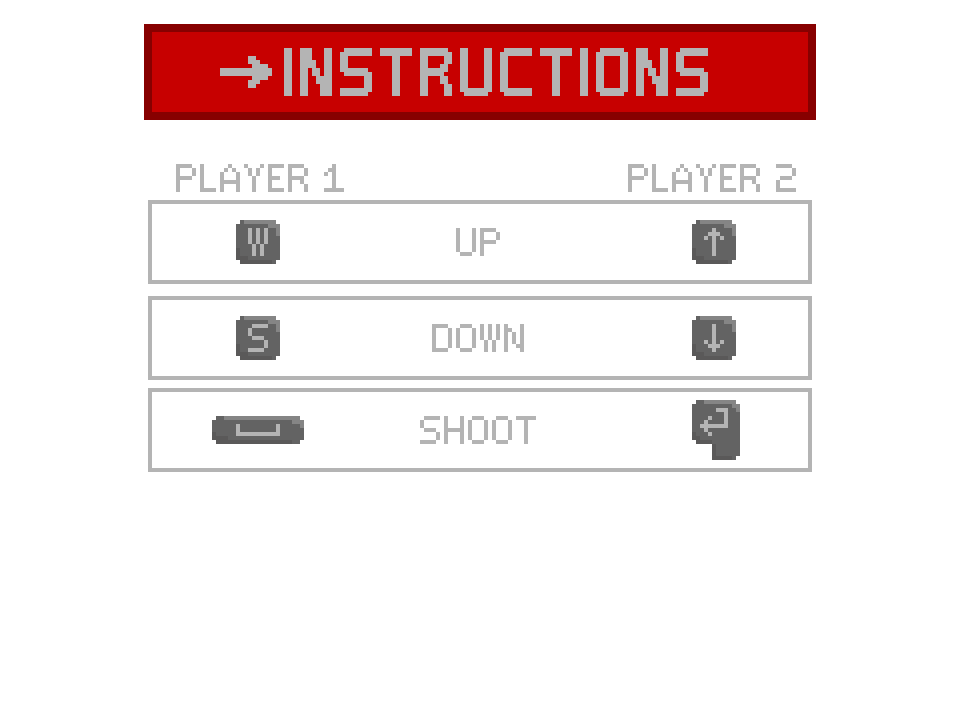 →INSTRUCTIONS
PLAYER 1 PLAYER 2
W UP ↑
S DOWN ↓
SHOOT